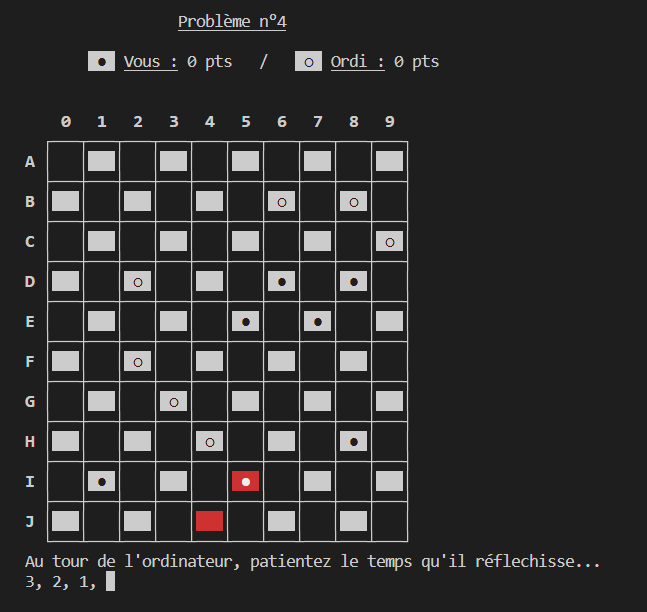 Problème n°4
Vous : 0 pts / Ordi : 0 pts
0 1 2 3 4 5 6 7 8 9
A
B
C
D
E
F
G
H
I
J
Au tour de l'ordinateur, patientez le temps qu'il réflechisse...
3, 2, 1,